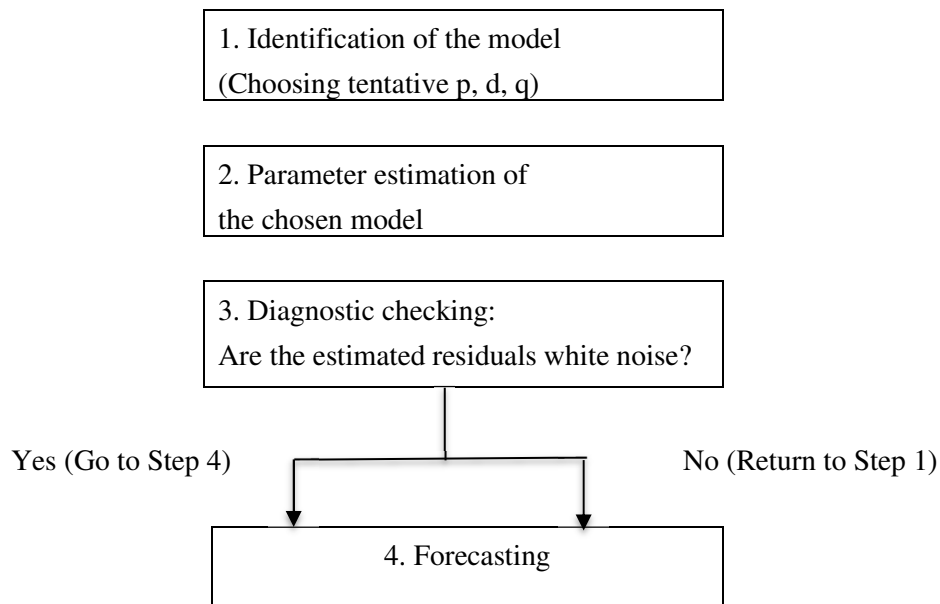 1. Identification of the model
(Choosing tentative p, d, q)
2. Parameter estimation of
the chosen model
3. Diagnostic checking:
Are the estimated residuals white noise?
Yes (Go to Step 4)
No (Return to Step 1)
4. Forecasting